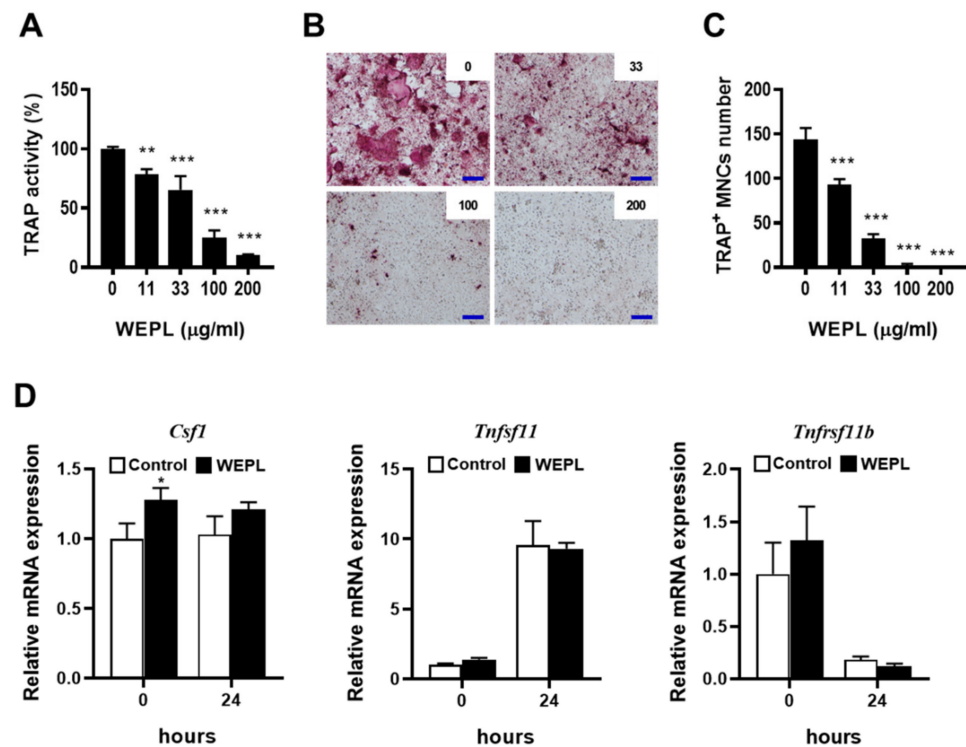 A
TRAP activity (%)
150
100
50
0
** *** *** ***
0 11 33 100 200
WEPL (μg/ml)
B
0
33
100
200
C
TRAP+ MNCs number
200
150
100
50
0
*** *** *** ***
0 11 33 100 200
WEPL (μg/ml)
D
Csf1
Control WEPL
Relative mRNA expression
1.5
1.0
0.5
0.0
*
0 24
hours
Tnfsf11
Control WEPL
Relative mRNA expression
15
10
5
0
0 24
hours
Tnfrsf11b
Control WEPL
Relative mRNA expression
2.0
1.5
1.0
0.5
0.0
0 24
hours